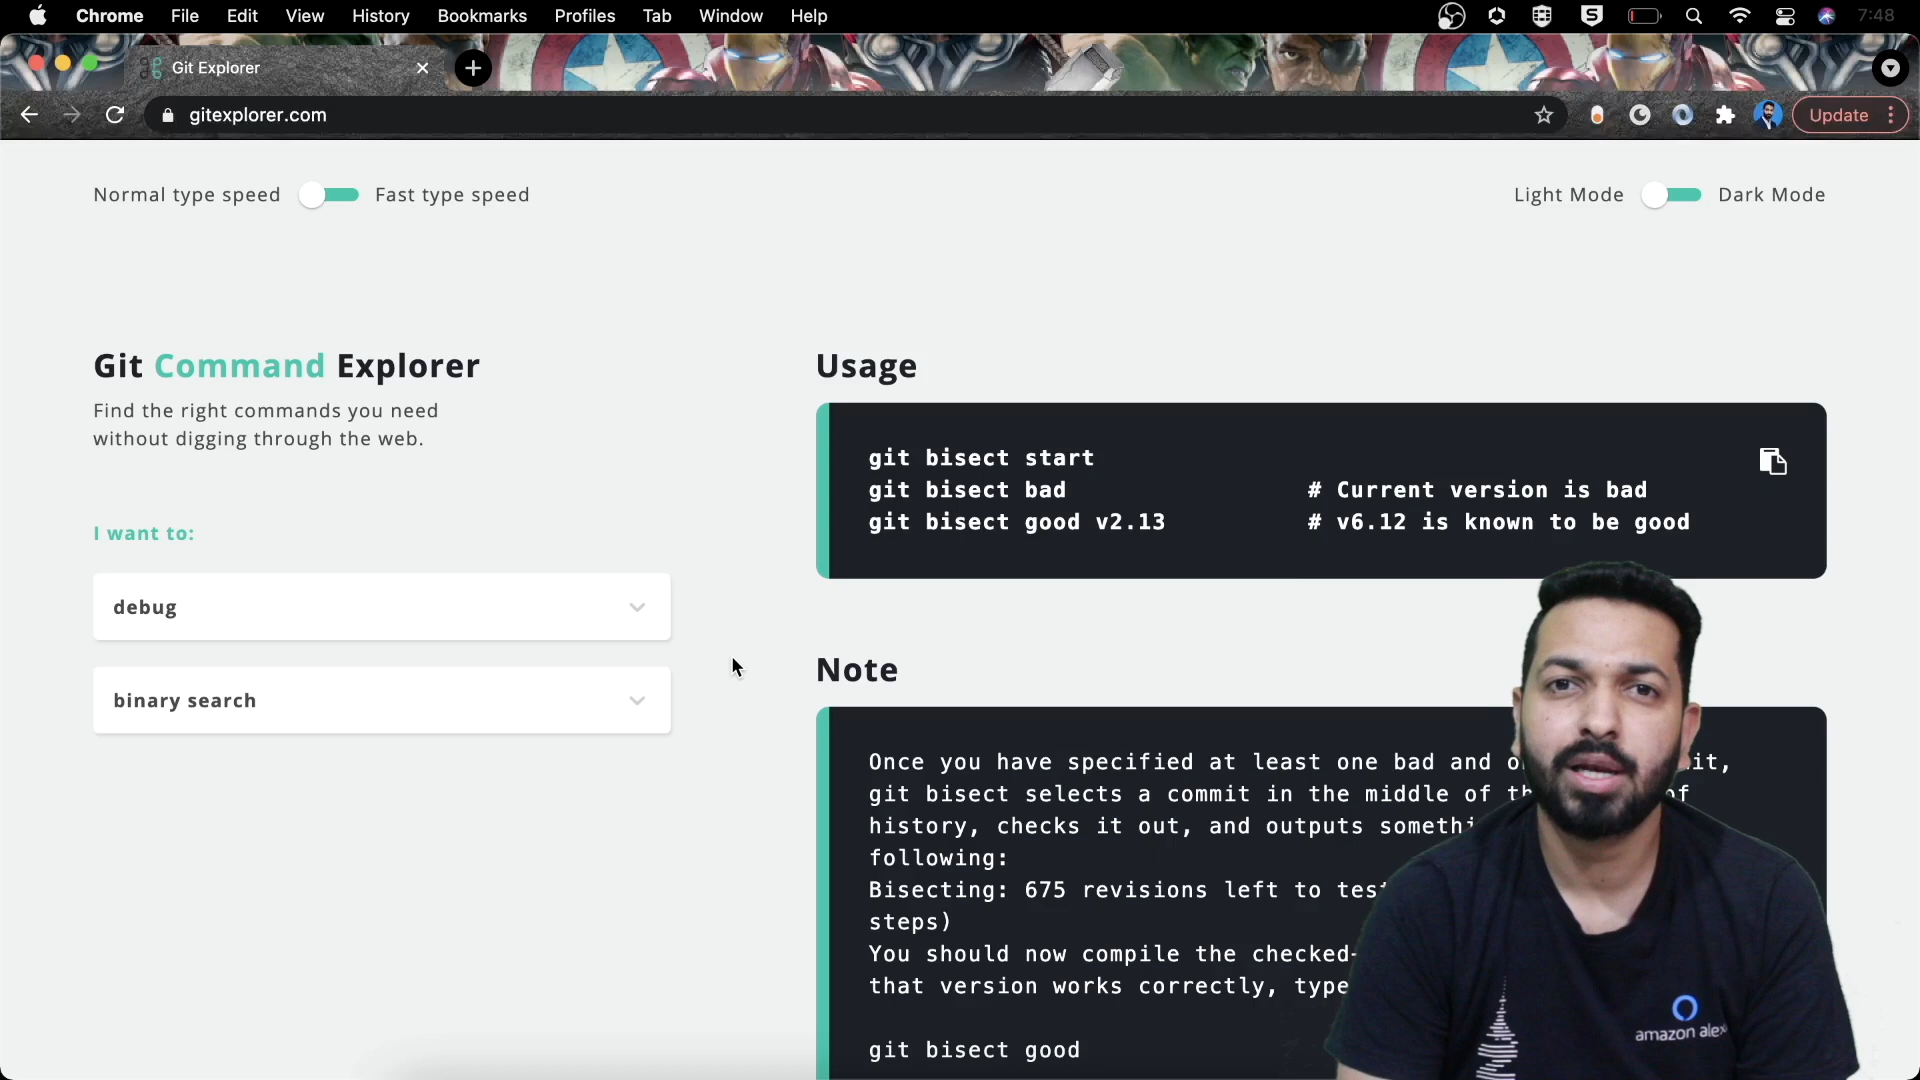 Chrome File Edit View History Bookmarks Profiles Tab Window Help 7:48
Git Explorer
gitexplorer.com
Update
Normal type speed Fast type speed
Light Mode Dark Mode
Git Command Explorer
Find the right commands you need
without digging through the web.
I want to:
debug
binary search
Usage
git bisect start
git bisect bad # Current version is bad
git bisect good v2.13 # v6.12 is known to be good
Note
Once you have specified at least one bad and
git bisect selects a commit in the middle of
history, checks it out, and outputs
following:
Bisecting: 675 revisions left to
steps)
You should now compile the
that version works correctly, type
git bisect good
amazon